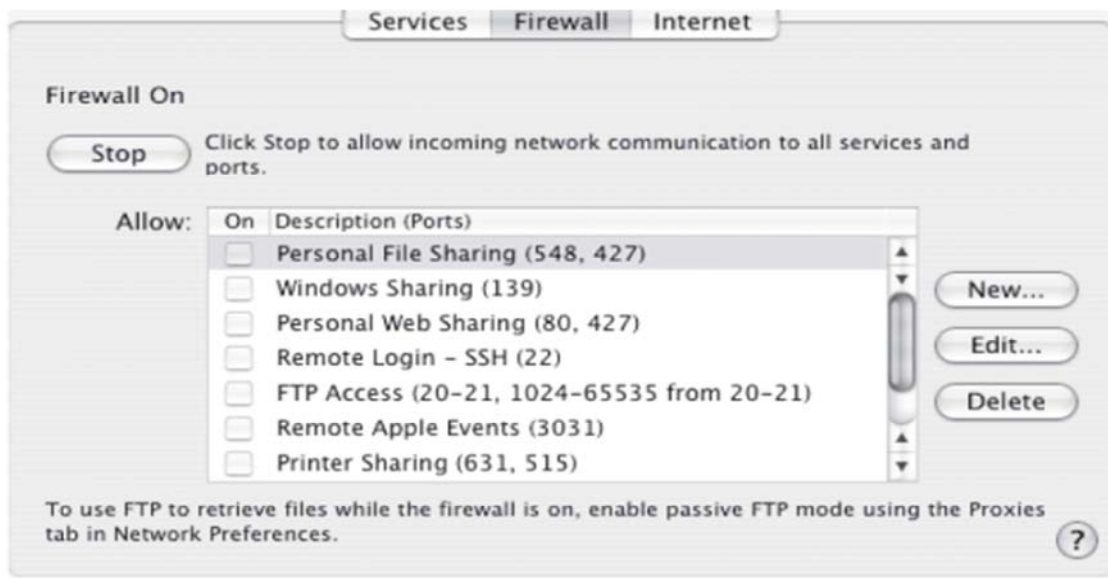 Services Firewall Internet
Firewall On
Stop
Click Stop to allow incoming network communication to all services and
ports.
Allow:
On Description (Ports)
Personal File Sharing (548, 427)
Windows Sharing (139)
Personal Web Sharing (80, 427)
Remote Login – SSH (22)
FTP Access (20–21, 1024–65535 from 20–21)
Remote Apple Events (3031)
Printer Sharing (631, 515)
New...
Edit...
Delete
To use FTP to retrieve files while the firewall is on, enable passive FTP mode using the Proxies
tab in Network Preferences.
?